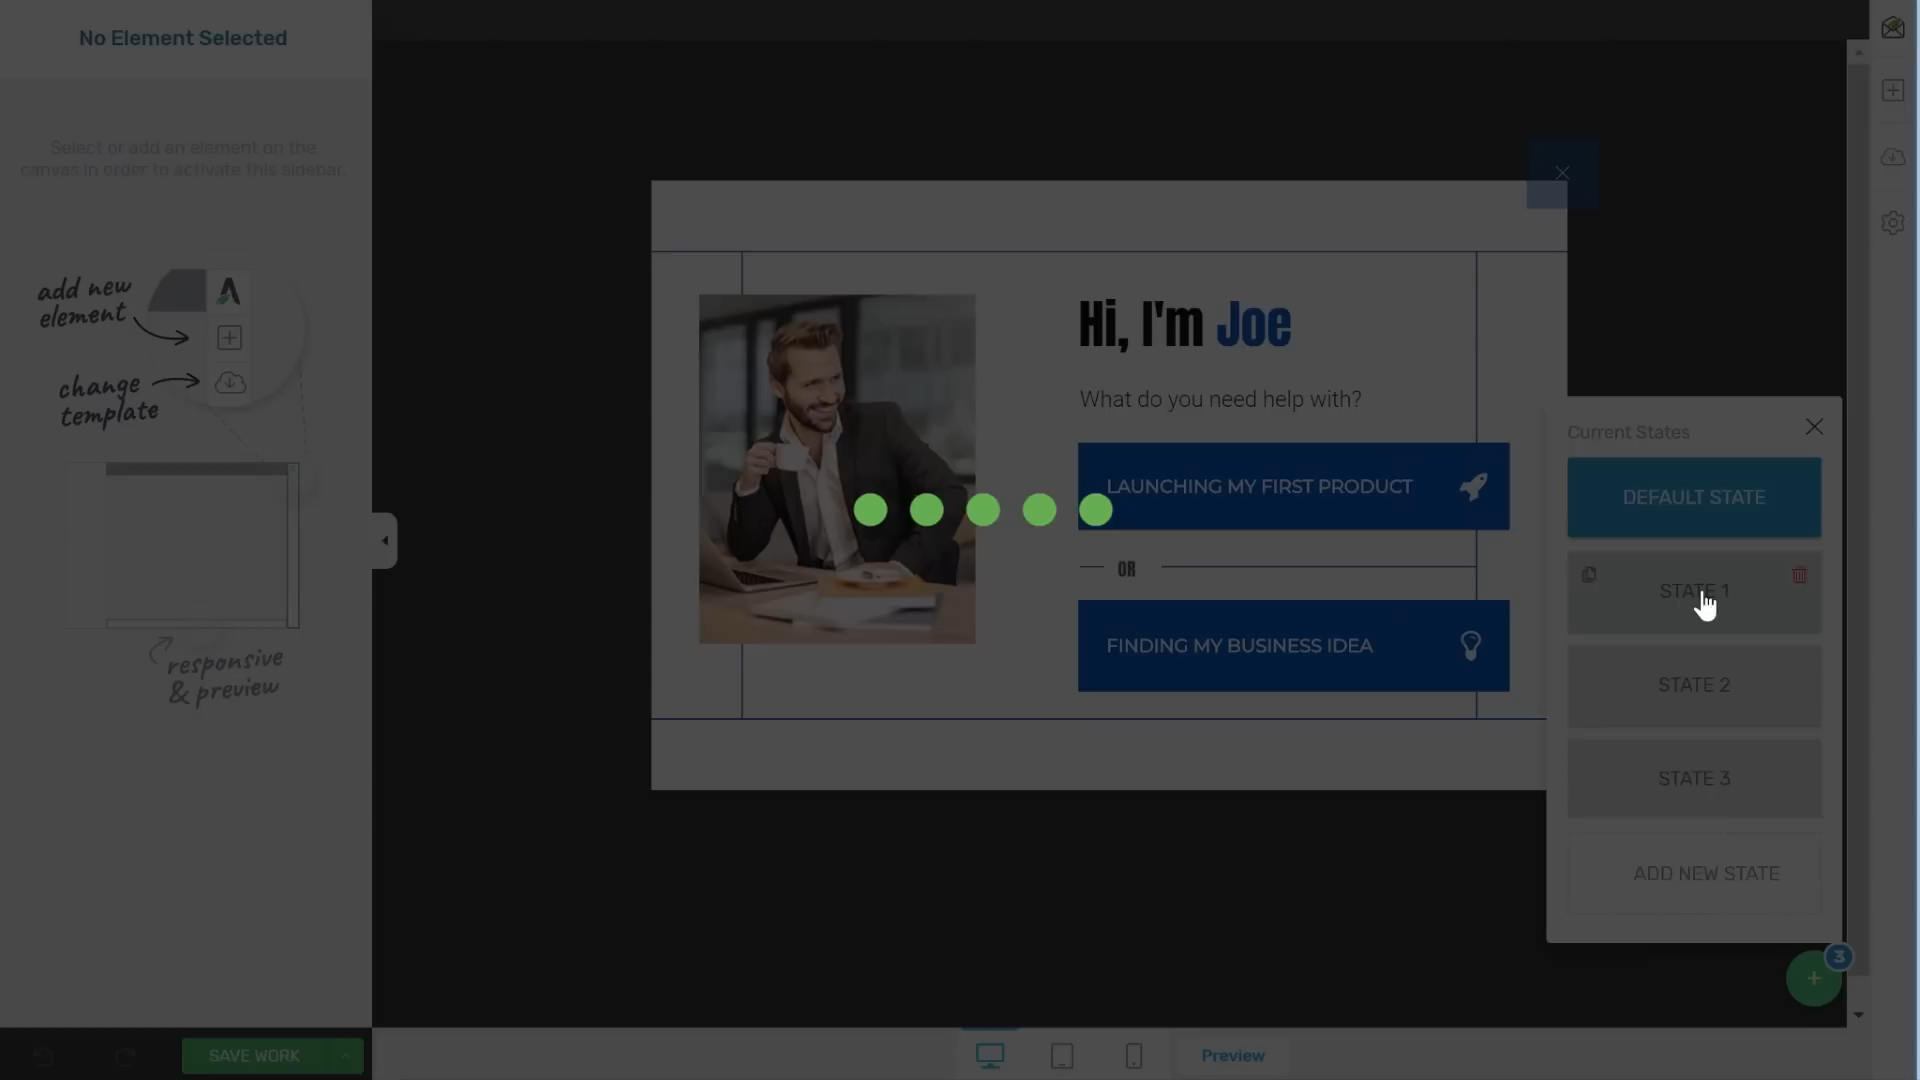 No Element Selected
Select or add an element on the
canvas in order to activate this sidebar.
add new
element
change
template
responsive
& preview
Hi, I'm Joe
What do you need help with?
LAUNCHING MY FIRST PRODUCT
OR
FINDING MY BUSINESS IDEA
Current States
DEFAULT STATE
STATE 1
STATE 2
STATE 3
ADD NEW STATE
3
SAVE WORK
Preview